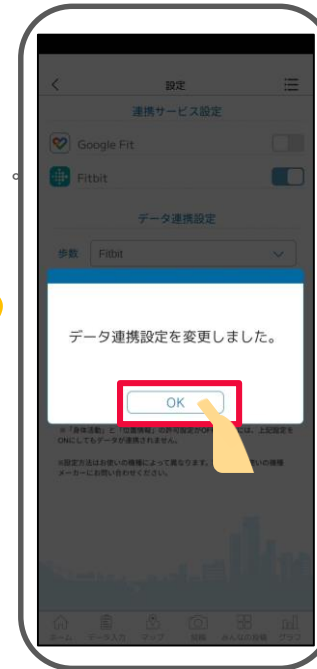 設定
連携サービス設定
Google Fit
Fitbit
データ連携設定
歩数 Fitbit
データ連携設定を変更しました。
OK
※「身体活動」と「位置情報」の許可設定がOF
には、上記設定を
ONにしてもデータが連携されません。
※設定方法はお使いの機種によって異なります。
使いの機種
メーカーにお問い合わせください。
ホーム データ入力 マップ 投稿 みんなの投稿 グラフ